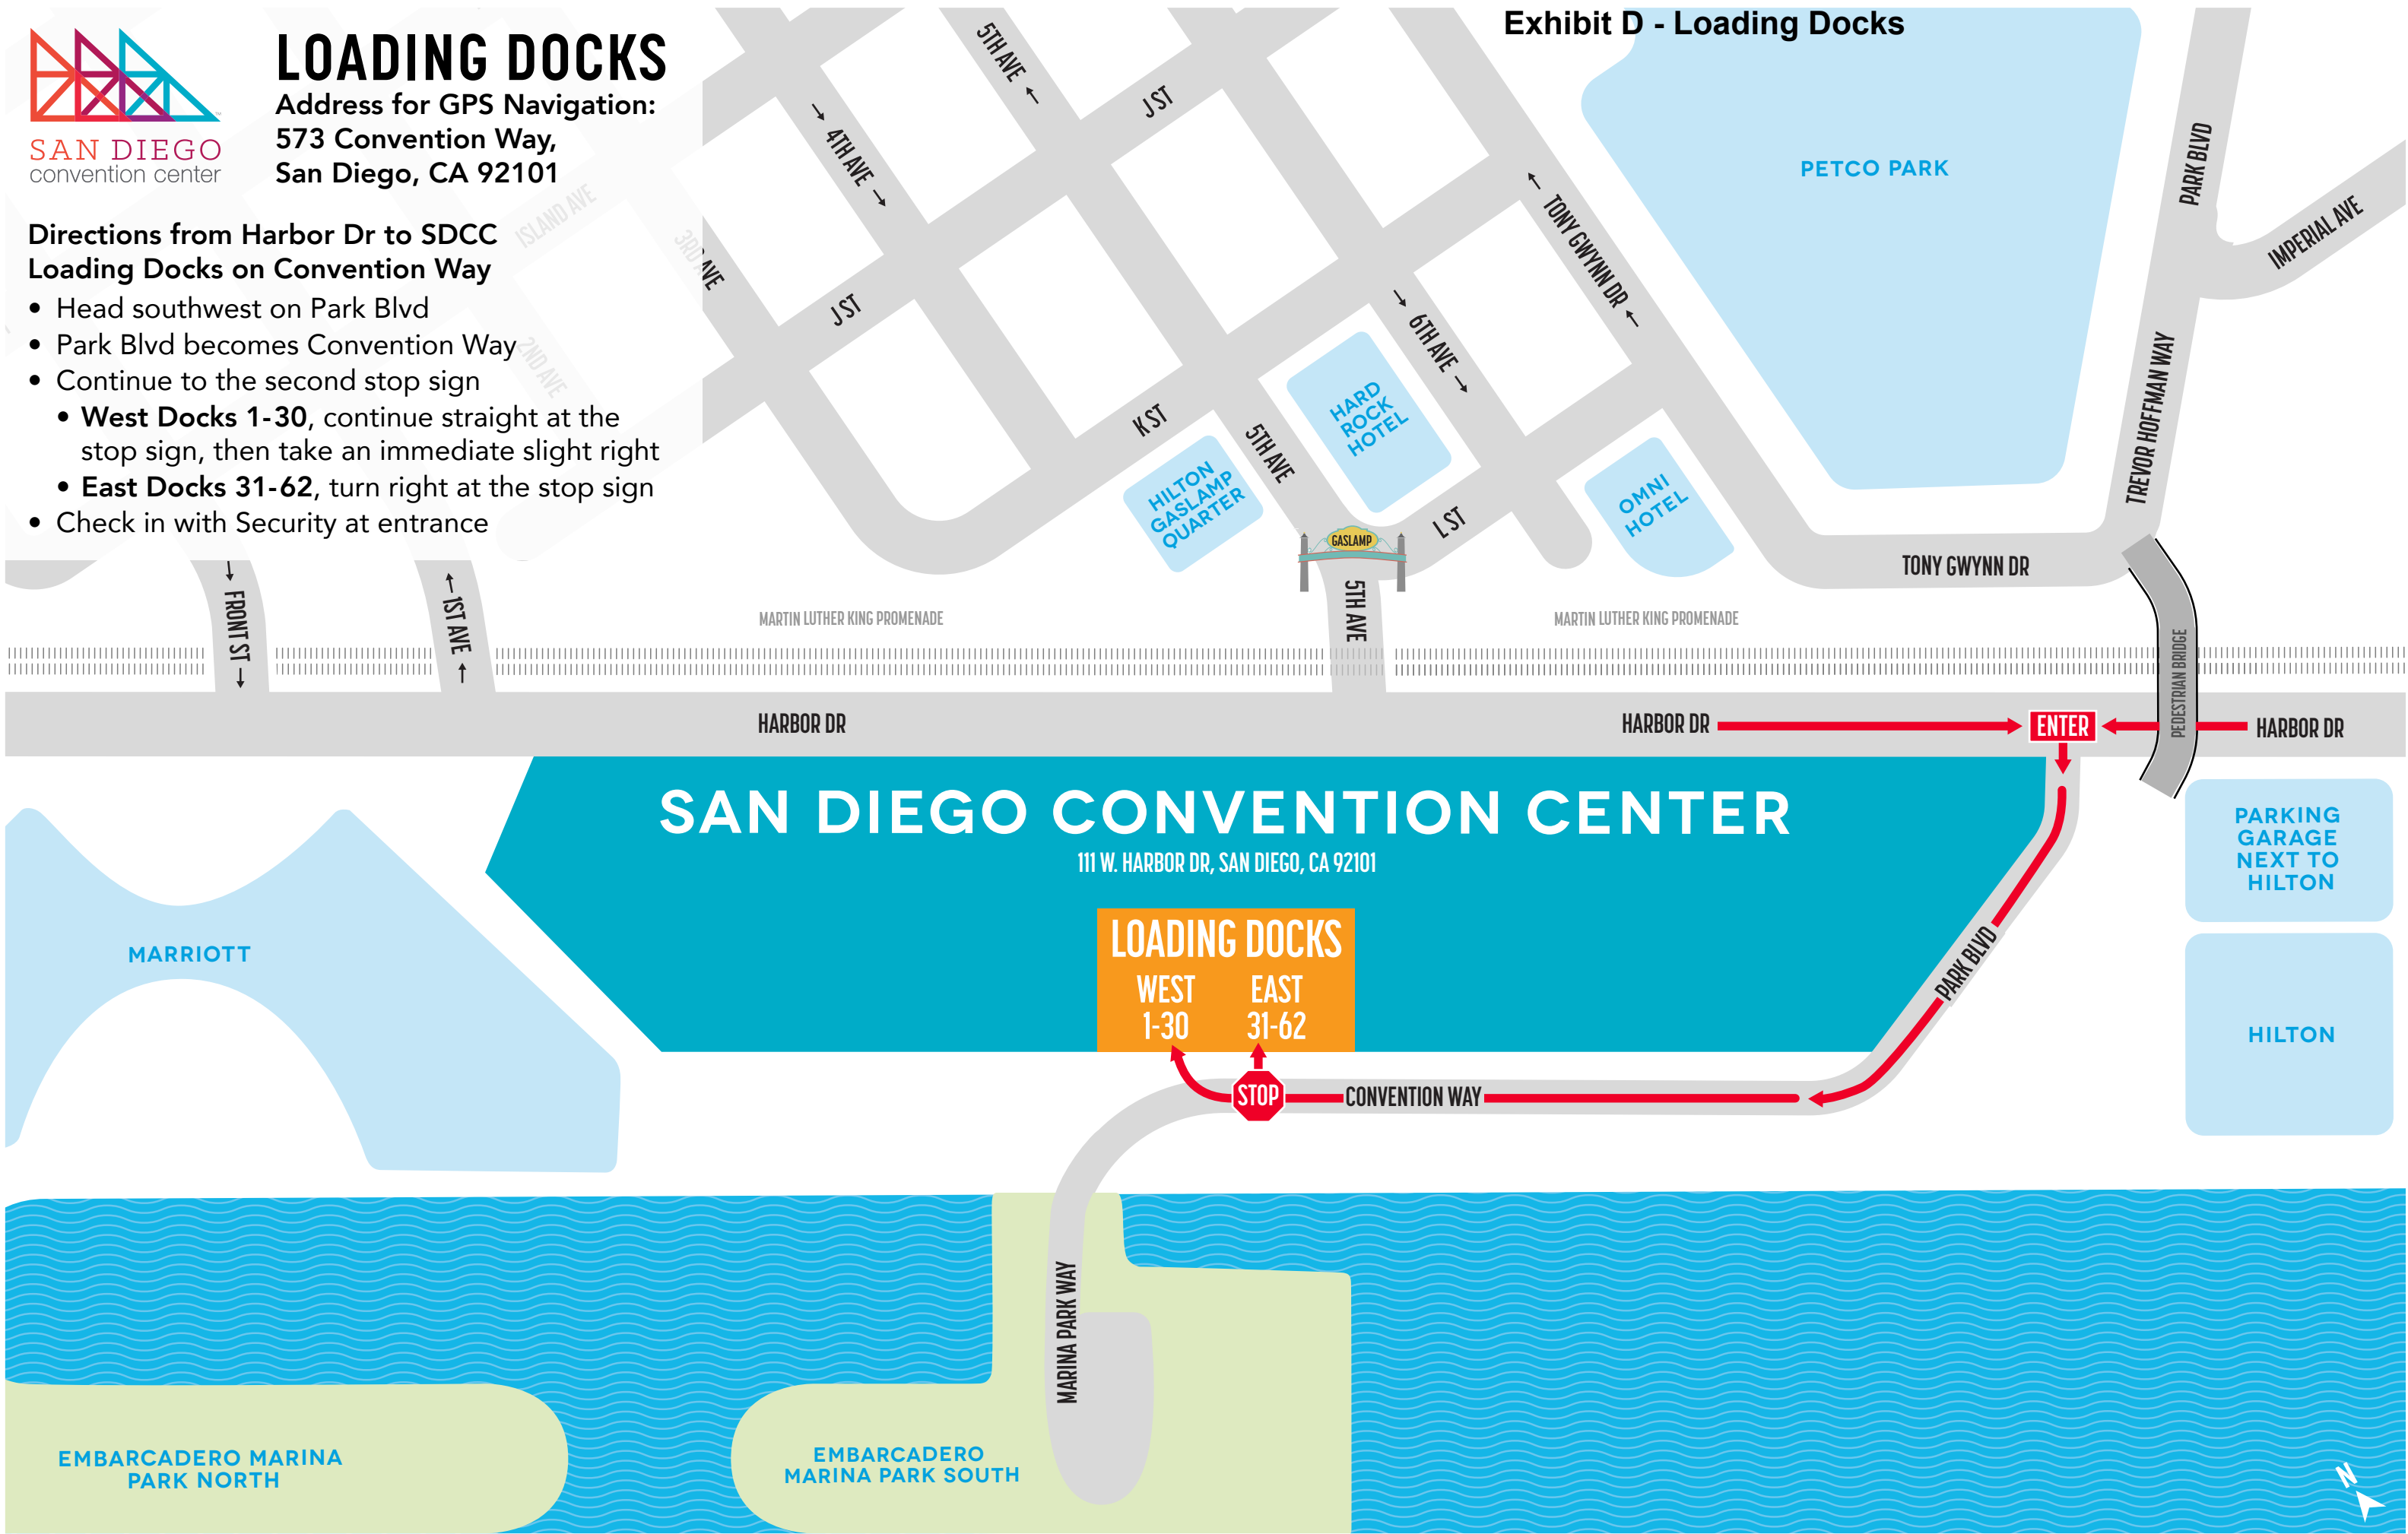 Exhibit D - Loading Docks
SAN DIEGO
convention center
LOADING DOCKS
Address for GPS Navigation:
573 Convention Way,
San Diego, CA 92101
Directions from Harbor Dr to SDCC
Loading Docks on Convention Way
• Head southwest on Park Blvd
• Park Blvd becomes Convention Way
• Continue to the second stop sign
• West Docks 1-30, continue straight at the
stop sign, then take an immediate slight right
• East Docks 31-62, turn right at the stop sign
• Check in with Security at entrance
ISLAND AVE
3RD AVE
2ND AVE
4TH AVE
5TH AVE
J ST
J ST
K ST
5TH AVE
6TH AVE
L ST
TONY GWYNN DR
PETCO PARK
PARK BLVD
IMPERIAL AVE
TREVOR HOFFMAN WAY
HARD
ROCK
HOTEL
HILTON
GASLAMP
QUARTER
OMNI
HOTEL
GASLAMP
TONY GWYNN DR
FRONT ST
1ST AVE
5TH AVE
MARTIN LUTHER KING PROMENADE
MARTIN LUTHER KING PROMENADE
PEDESTRIAN BRIDGE
HARBOR DR
HARBOR DR
ENTER
HARBOR DR
SAN DIEGO CONVENTION CENTER
111 W. HARBOR DR, SAN DIEGO, CA 92101
PARKING
GARAGE
NEXT TO
HILTON
MARRIOTT
LOADING DOCKS
WEST EAST
1-30 31-62
PARK BLVD
HILTON
STOP
CONVENTION WAY
MARINA PARK WAY
EMBARCADERO MARINA
PARK NORTH
EMBARCADERO
MARINA PARK SOUTH
N